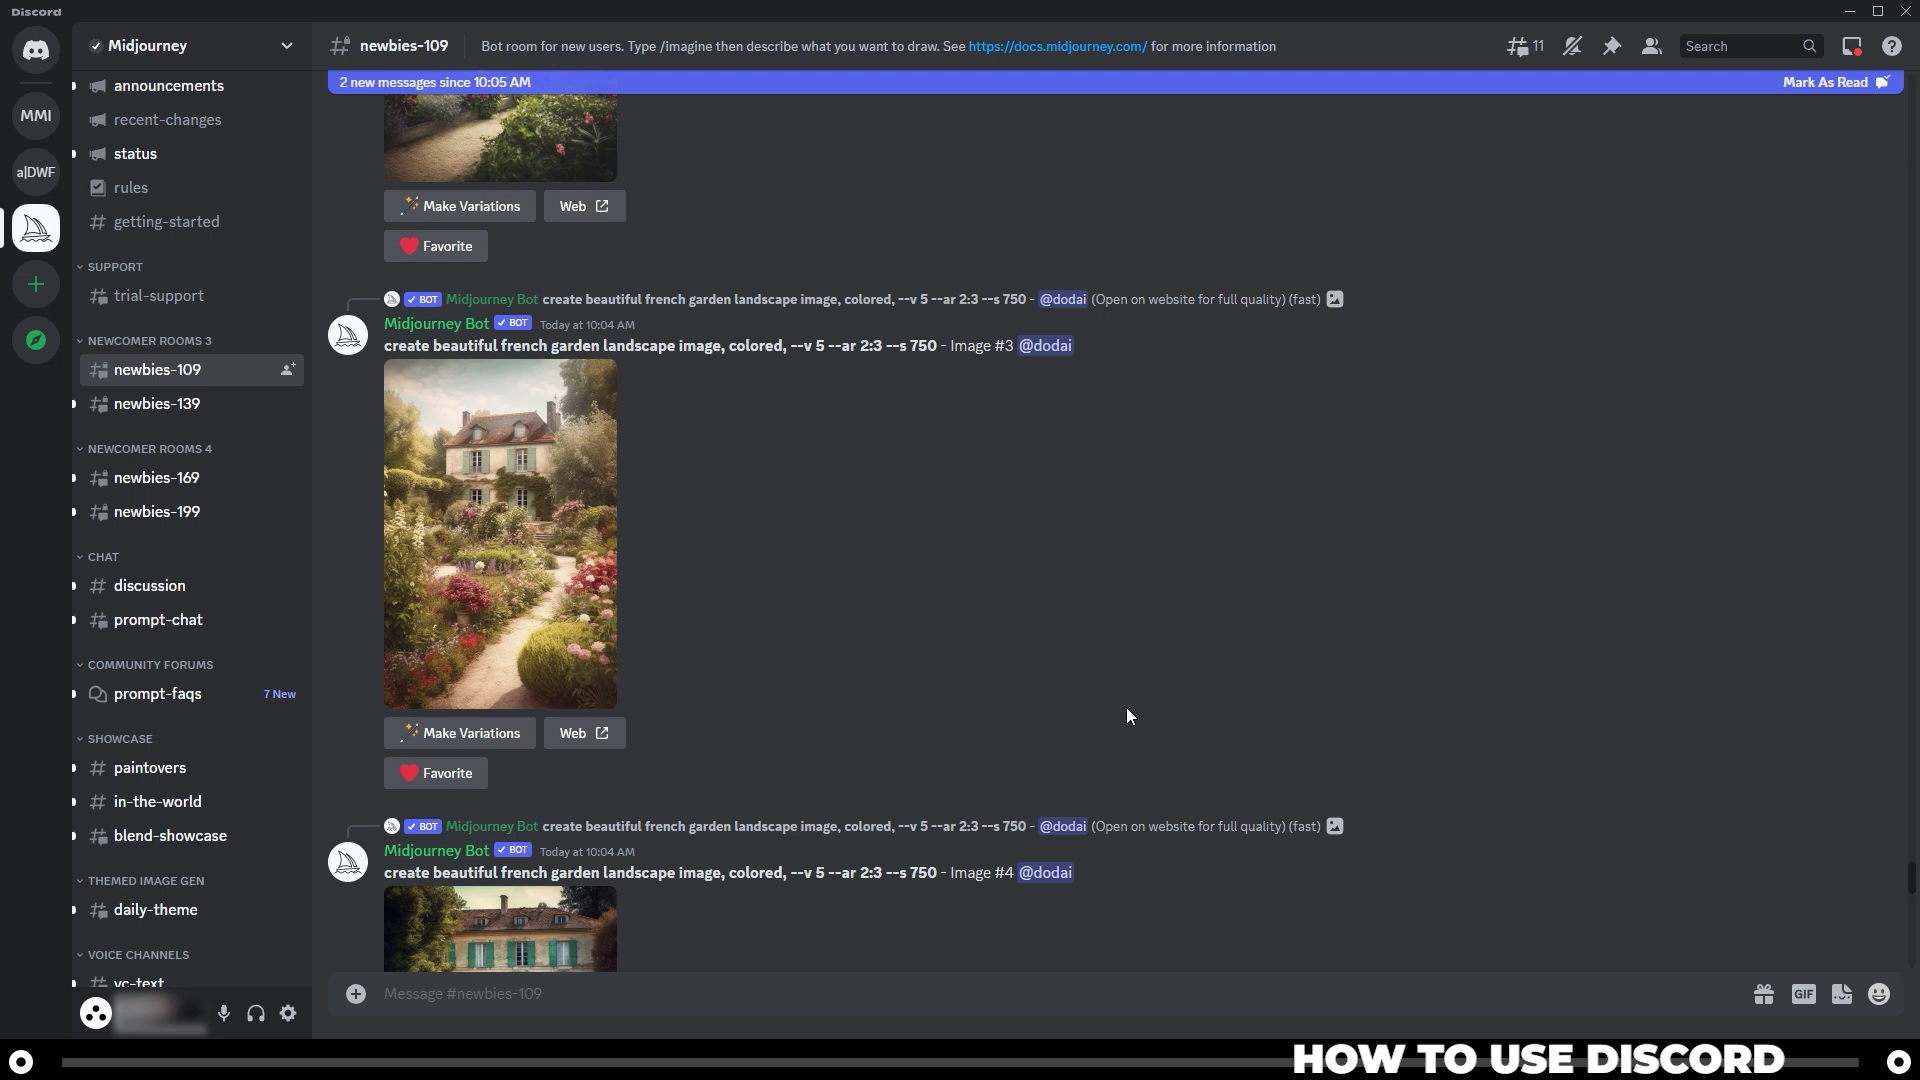 Discord
Midjourney
newbies-109
Bot room for new users. Type /imagine then describe what you want to draw. See https://docs.midjourney.com/ for more information
11
Search
MMI
a|DWF
announcements
recent-changes
status
rules
getting-started
SUPPORT
trial-support
NEWCOMER ROOMS 3
newbies-109
newbies-139
NEWCOMER ROOMS 4
newbies-169
newbies-199
CHAT
discussion
prompt-chat
COMMUNITY FORUMS
prompt-faqs 7 New
SHOWCASE
paintovers
in-the-world
blend-showcase
THEMED IMAGE GEN
daily-theme
VOICE CHANNELS
vc-text
2 new messages since 10:05 AM Mark As Read
Make Variations Web
Favorite
BOT Midjourney Bot create beautiful french garden landscape image, colored, --v 5 --ar 2:3 --s 750 - @dodai (Open on website for full quality) (fast)
Midjourney Bot BOT Today at 10:04 AM
create beautiful french garden landscape image, colored, --v 5 --ar 2:3 --s 750 - Image #3 @dodai
Make Variations Web
Favorite
BOT Midjourney Bot create beautiful french garden landscape image, colored, --v 5 --ar 2:3 --s 750 - @dodai (Open on website for full quality) (fast)
Midjourney Bot BOT Today at 10:04 AM
create beautiful french garden landscape image, colored, --v 5 --ar 2:3 --s 750 - Image #4 @dodai
Message #newbies-109
GIF
HOW TO USE DISCORD